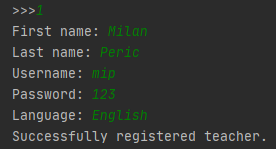 >>>1
First name: Milan
Last name: Peric
Username: mip
Password: 123
Language: English
Successfully registered teacher.